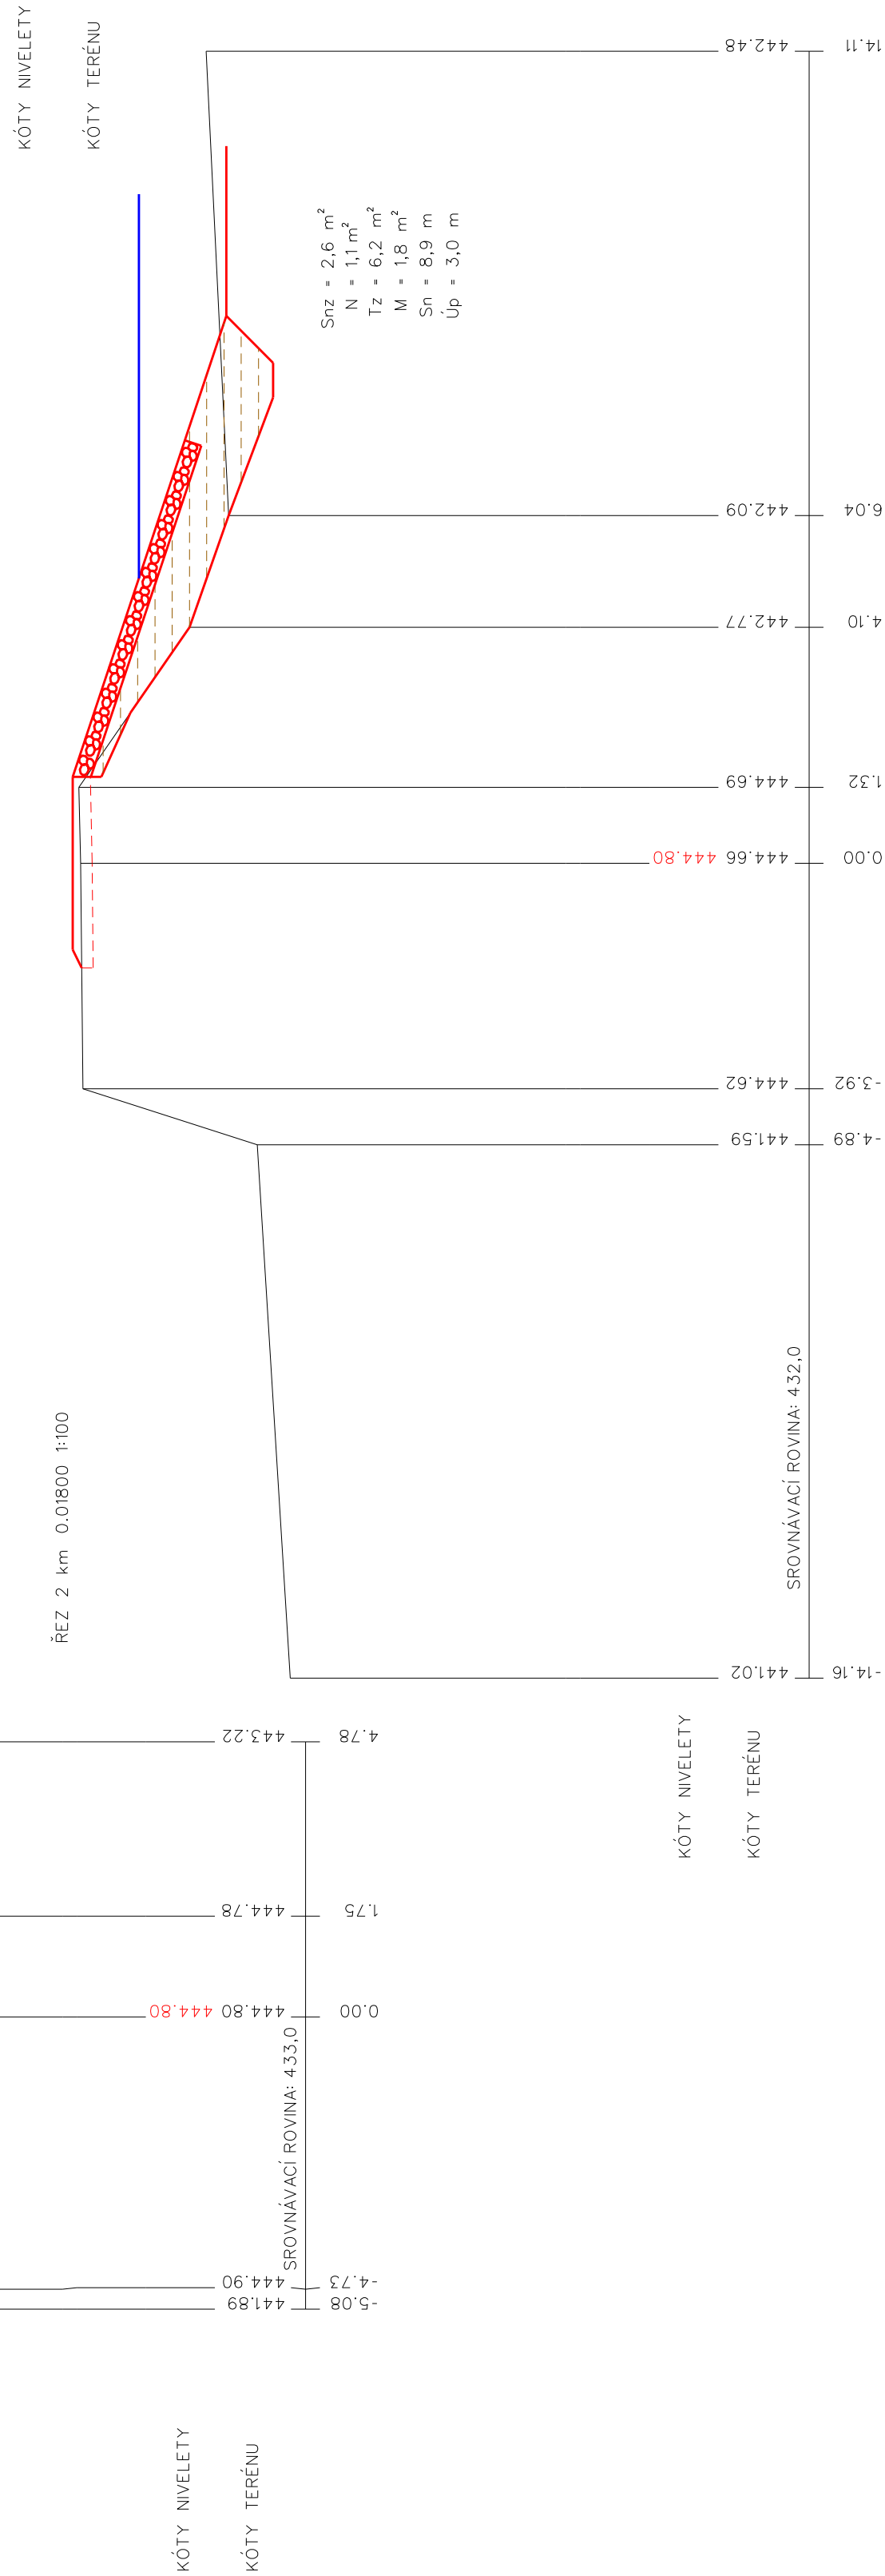 KÓTY NIVELETY
KÓTY TERÉNU
ŘEZ 2 km 0.01800 1:100
Snz = 2,6 m²
N = 1,1 m²
Tz = 6,2 m²
M = 1,8 m²
Sn = 8,9 m
Úp = 3,0 m
SROVNÁVACÍ ROVINA: 432,0
KÓTY NIVELETY
444.80
KÓTY TERÉNU
441.02
441.59
444.62
444.66
444.69
442.77
442.09
442.48
-14.16
-4.89
-3.92
0.00
1.32
4.10
6.04
14.11
SROVNÁVACÍ ROVINA: 433,0
KÓTY NIVELETY
444.80
KÓTY TERÉNU
441.89
444.90
444.80
444.78
443.22
-5.08
-4.73
0.00
1.75
4.78